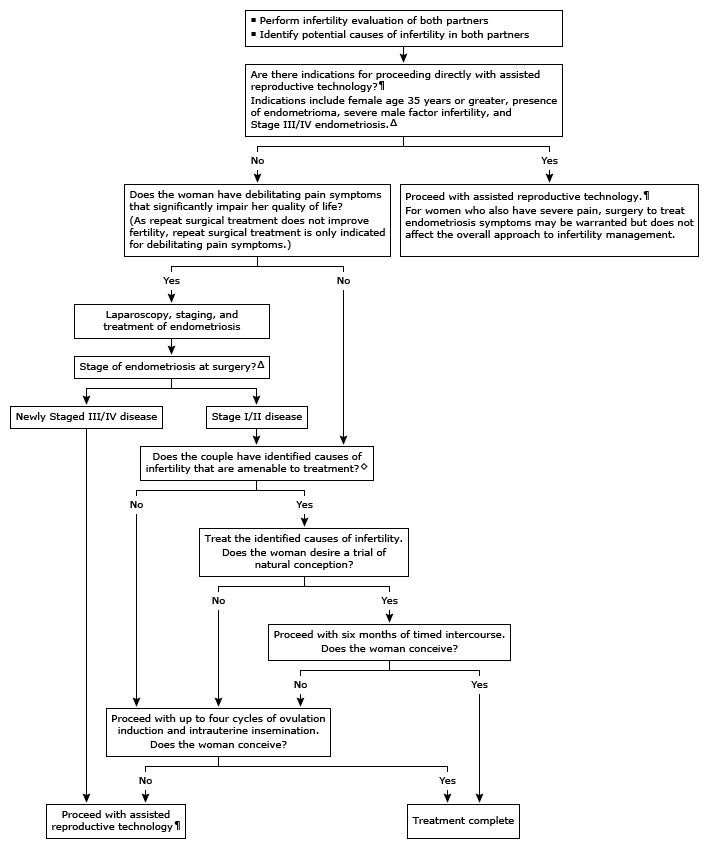 ▪ Perform infertility evaluation of both partners
▪ Identify potential causes of infertility in both partners
Are there indications for proceeding directly with assisted
reproductive technology?¶
Indications include female age 35 years or greater, presence
of endometrioma, severe male factor infertility, and
Stage III/IV endometriosis.Δ
No
Yes
Does the woman have debilitating pain symptoms
that significantly impair her quality of life?
(As repeat surgical treatment does not improve
fertility, repeat surgical treatment is only indicated
for debilitating pain symptoms.)
Proceed with assisted reproductive technology.¶
For women who also have severe pain, surgery to treat
endometriosis symptoms may be warranted but does not
affect the overall approach to infertility management.
Yes
No
Laparoscopy, staging, and
treatment of endometriosis
Stage of endometriosis at surgery?Δ
Newly Staged III/IV disease
Stage I/II disease
Does the couple have identified causes of
infertility that are amenable to treatment?◇
No
Yes
Treat the identified causes of infertility.
Does the woman desire a trial of
natural conception?
No
Yes
Proceed with six months of timed intercourse.
Does the woman conceive?
No
Yes
Proceed with up to four cycles of ovulation
induction and intrauterine insemination.
Does the woman conceive?
No
Yes
Proceed with assisted
reproductive technology¶
Treatment complete